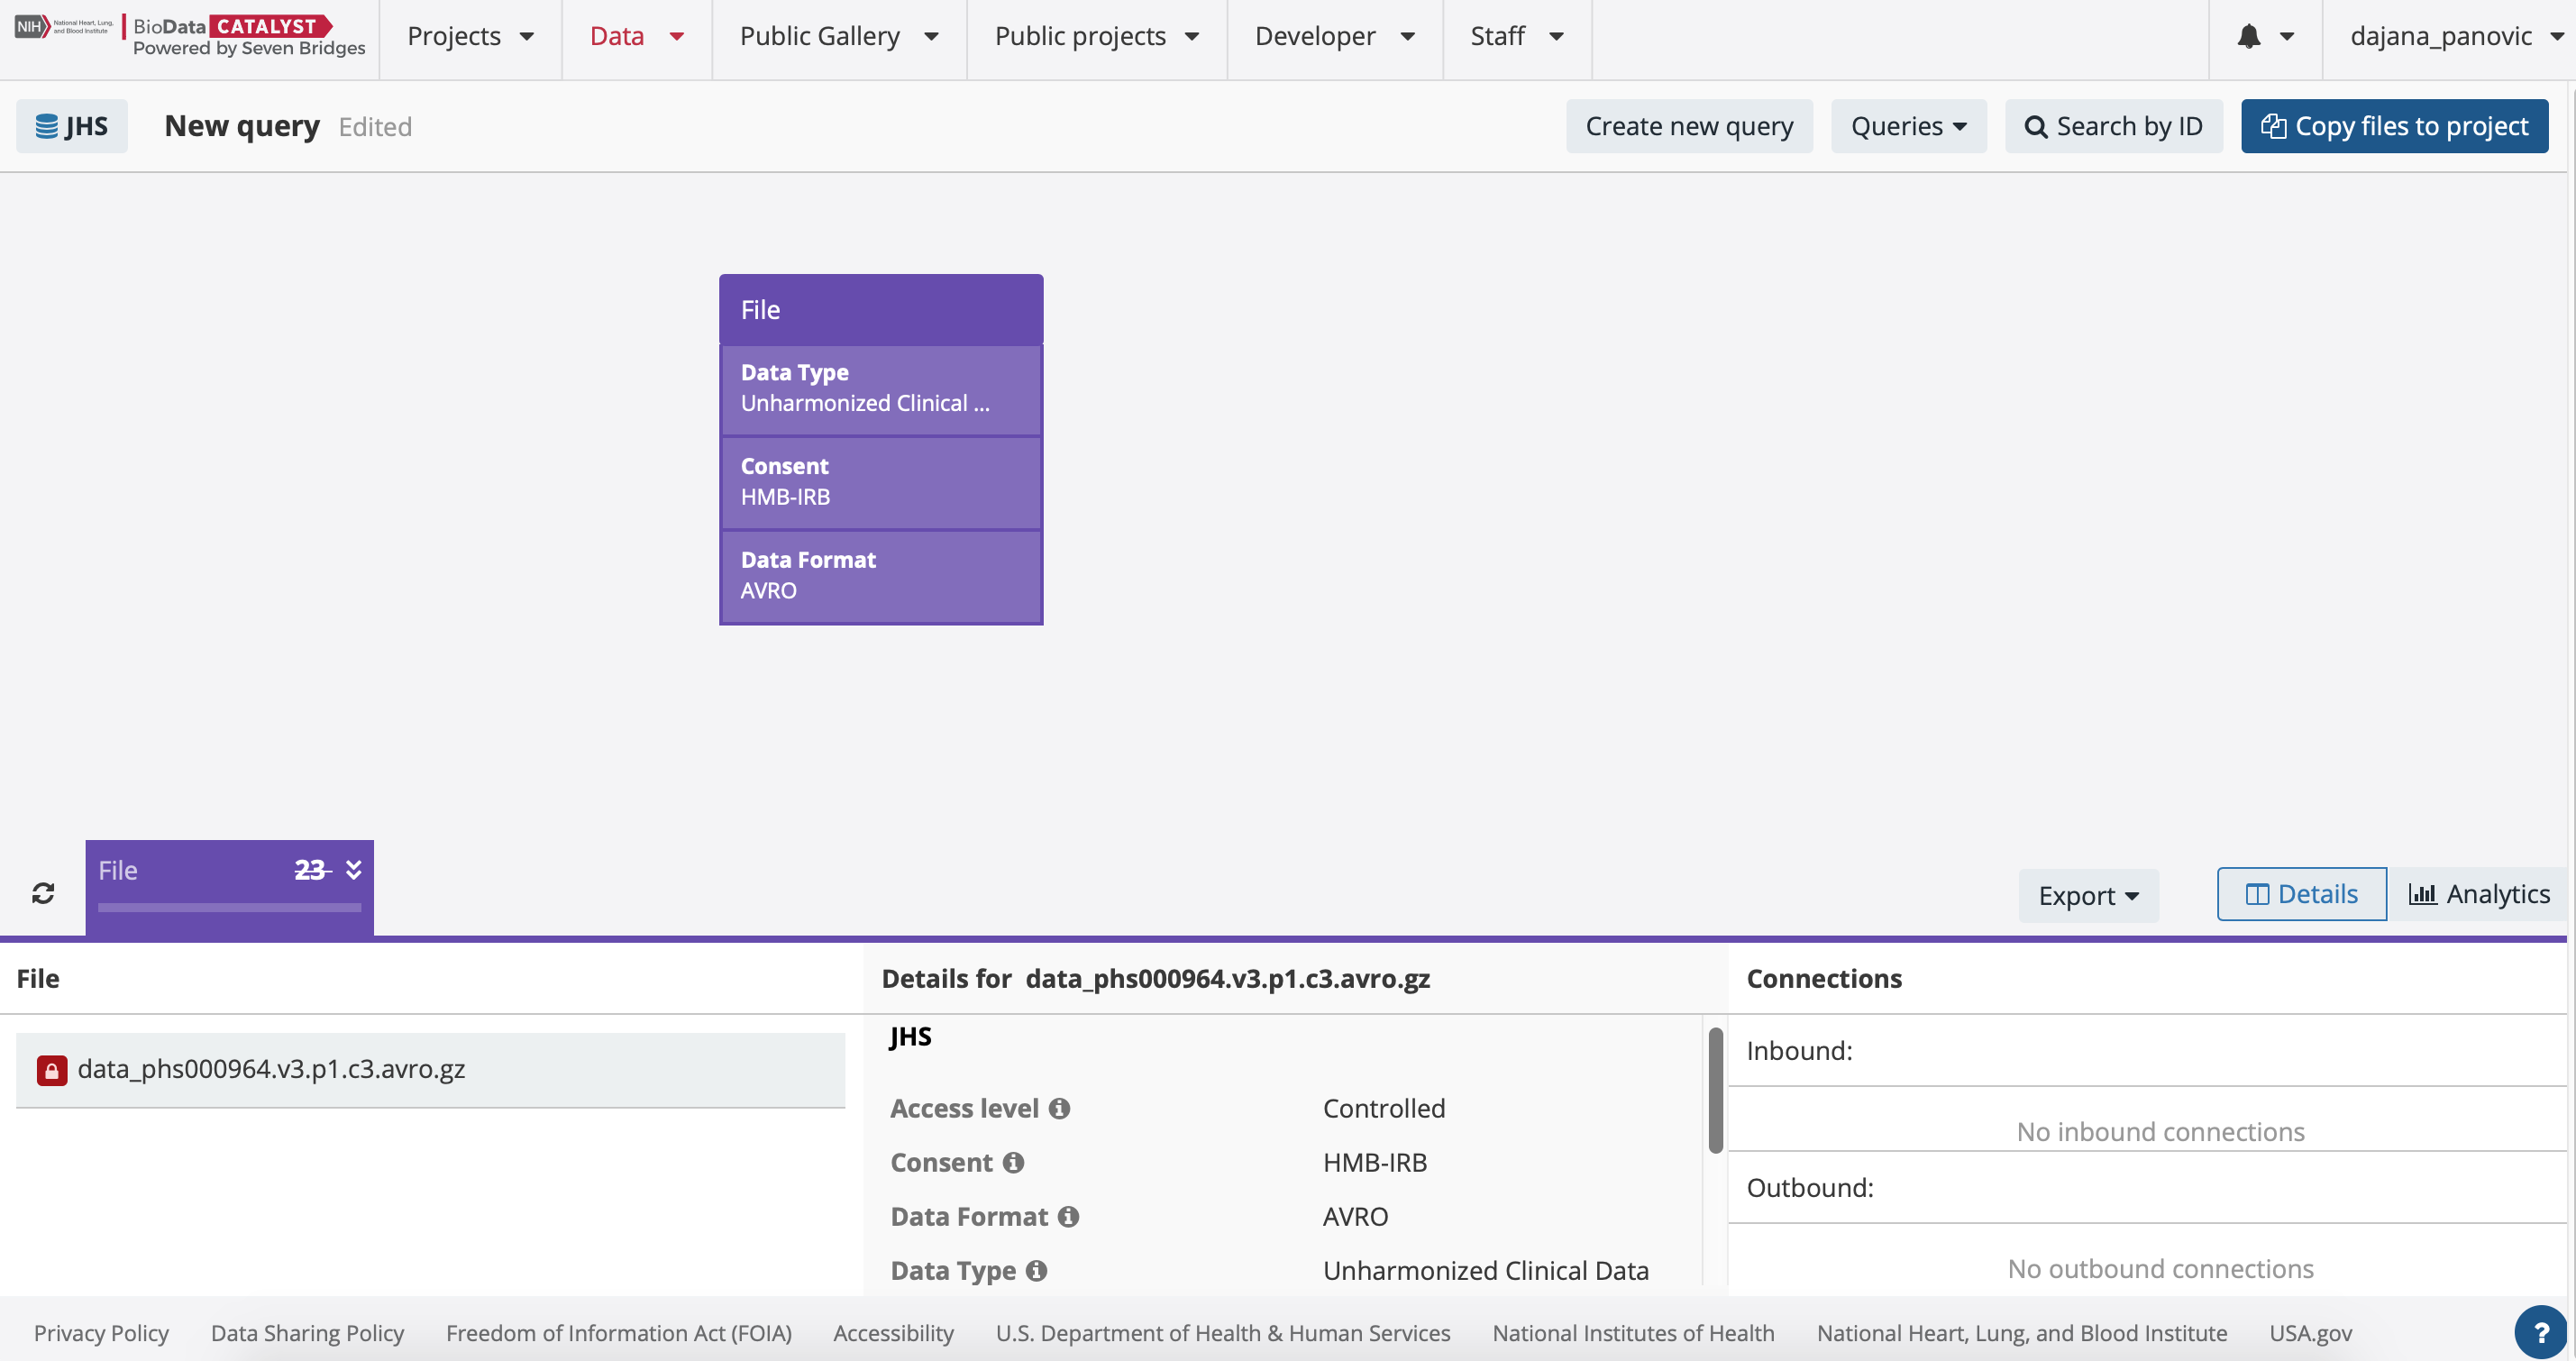 NIH National Heart, Lung, and Blood Institute BioData CATALYST
Powered by Seven Bridges
Projects Data Public Gallery Public projects Developer Staff dajana_panovic
JHS New query Edited Create new query Queries Search by ID Copy files to project
File
Data Type
Unharmonized Clinical ...
Consent
HMB-IRB
Data Format
AVRO
File 23
Export Details Analytics
File Details for data_phs000964.v3.p1.c3.avro.gz Connections
JHS
data_phs000964.v3.p1.c3.avro.gz
Access level Controlled
Consent HMB-IRB
Data Format AVRO
Data Type Unharmonized Clinical Data
Inbound:
No inbound connections
Outbound:
No outbound connections
Privacy Policy Data Sharing Policy Freedom of Information Act (FOIA) Accessibility U.S. Department of Health & Human Services National Institutes of Health National Heart, Lung, and Blood Institute USA.gov ?